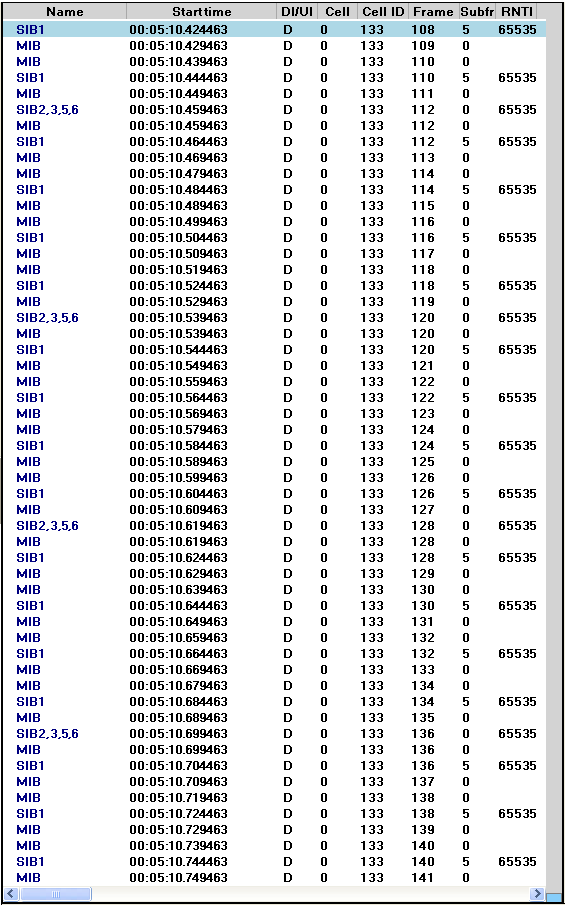 Name Start time DI/UI Cell Cell ID Frame Subfr RNTI
SIB1 00:05:10.424463 D 0 133 108 5 65535
MIB 00:05:10.429463 D 0 133 109 0
MIB 00:05:10.439463 D 0 133 110 0
SIB1 00:05:10.444463 D 0 133 110 5 65535
MIB 00:05:10.449463 D 0 133 111 0
SIB2,3,5,6 00:05:10.459463 D 0 133 112 0 65535
MIB 00:05:10.459463 D 0 133 112 0
SIB1 00:05:10.464463 D 0 133 112 5 65535
MIB 00:05:10.469463 D 0 133 113 0
MIB 00:05:10.479463 D 0 133 114 0
SIB1 00:05:10.484463 D 0 133 114 5 65535
MIB 00:05:10.489463 D 0 133 115 0
MIB 00:05:10.499463 D 0 133 116 0
SIB1 00:05:10.504463 D 0 133 116 5 65535
MIB 00:05:10.509463 D 0 133 117 0
MIB 00:05:10.519463 D 0 133 118 0
SIB1 00:05:10.524463 D 0 133 118 5 65535
MIB 00:05:10.529463 D 0 133 119 0
SIB2,3,5,6 00:05:10.539463 D 0 133 120 0 65535
MIB 00:05:10.539463 D 0 133 120 0
SIB1 00:05:10.544463 D 0 133 120 5 65535
MIB 00:05:10.549463 D 0 133 121 0
MIB 00:05:10.559463 D 0 133 122 0
SIB1 00:05:10.564463 D 0 133 122 5 65535
MIB 00:05:10.569463 D 0 133 123 0
MIB 00:05:10.579463 D 0 133 124 0
SIB1 00:05:10.584463 D 0 133 124 5 65535
MIB 00:05:10.589463 D 0 133 125 0
MIB 00:05:10.599463 D 0 133 126 0
SIB1 00:05:10.604463 D 0 133 126 5 65535
MIB 00:05:10.609463 D 0 133 127 0
SIB2,3,5,6 00:05:10.619463 D 0 133 128 0 65535
MIB 00:05:10.619463 D 0 133 128 0
SIB1 00:05:10.624463 D 0 133 128 5 65535
MIB 00:05:10.629463 D 0 133 129 0
MIB 00:05:10.639463 D 0 133 130 0
SIB1 00:05:10.644463 D 0 133 130 5 65535
MIB 00:05:10.649463 D 0 133 131 0
MIB 00:05:10.659463 D 0 133 132 0
SIB1 00:05:10.664463 D 0 133 132 5 65535
MIB 00:05:10.669463 D 0 133 133 0
MIB 00:05:10.679463 D 0 133 134 0
SIB1 00:05:10.684463 D 0 133 134 5 65535
MIB 00:05:10.689463 D 0 133 135 0
SIB2,3,5,6 00:05:10.699463 D 0 133 136 0 65535
MIB 00:05:10.699463 D 0 133 136 0
SIB1 00:05:10.704463 D 0 133 136 5 65535
MIB 00:05:10.709463 D 0 133 137 0
MIB 00:05:10.719463 D 0 133 138 0
SIB1 00:05:10.724463 D 0 133 138 5 65535
MIB 00:05:10.729463 D 0 133 139 0
MIB 00:05:10.739463 D 0 133 140 0
SIB1 00:05:10.744463 D 0 133 140 5 65535
MIB 00:05:10.749463 D 0 133 141 0